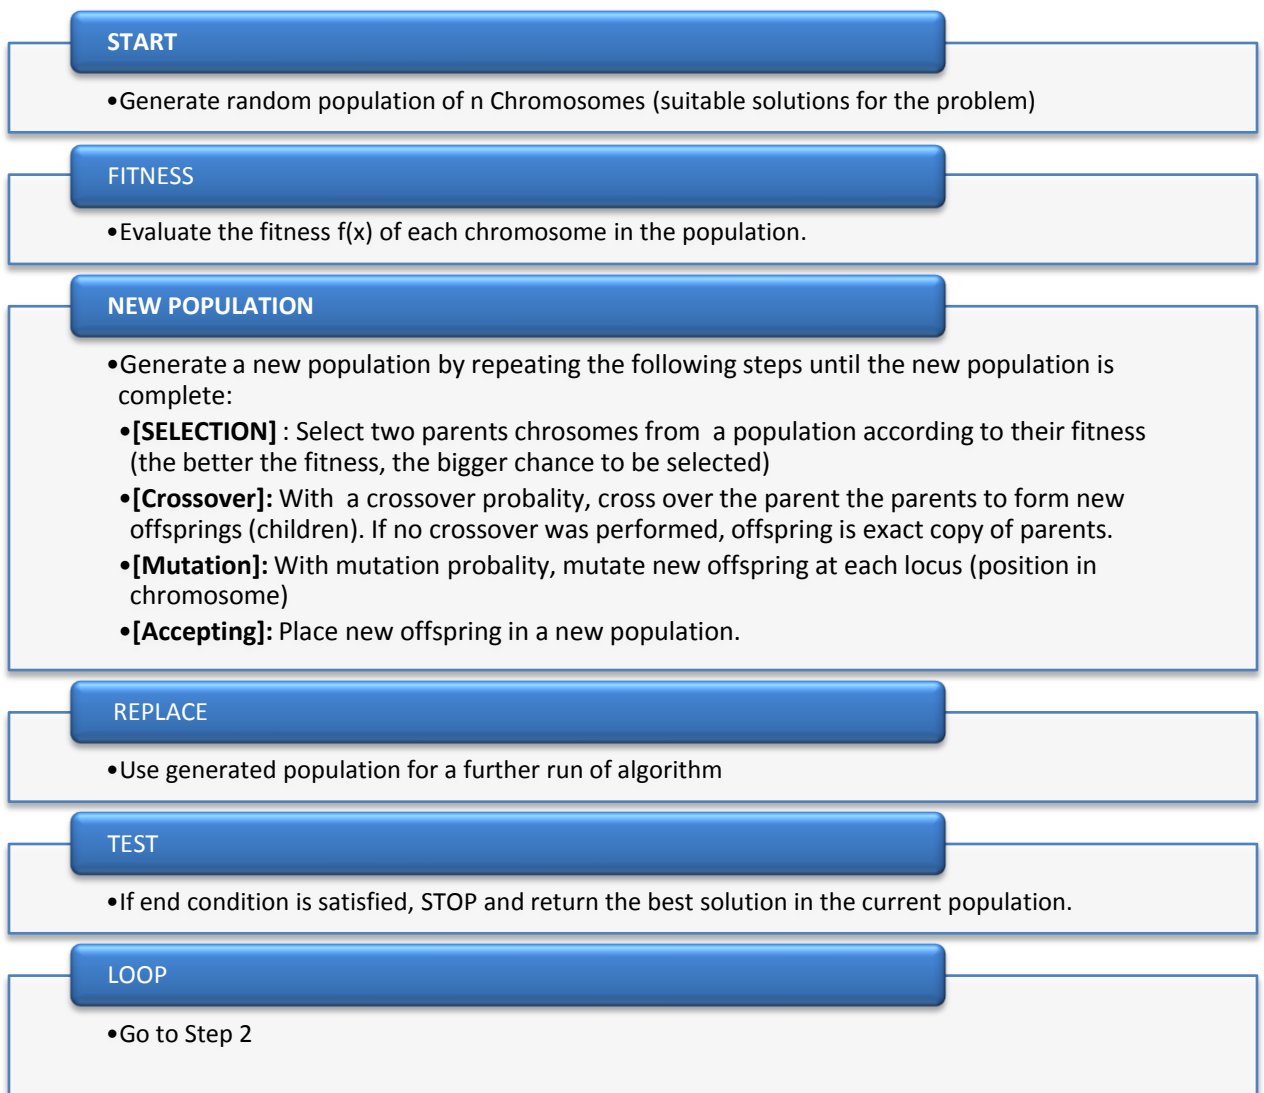 START
•Generate random population of n Chromosomes (suitable solutions for the problem)
FITNESS
•Evaluate the fitness f(x) of each chromosome in the population.
NEW POPULATION
•Generate a new population by repeating the following steps until the new population is
complete:
•[SELECTION] : Select two parents chrosomes from a population according to their fitness
(the better the fitness, the bigger chance to be selected)
•[Crossover]: With a crossover probality, cross over the parent the parents to form new
offsprings (children). If no crossover was performed, offspring is exact copy of parents.
•[Mutation]: With mutation probality, mutate new offspring at each locus (position in
chromosome)
•[Accepting]: Place new offspring in a new population.
REPLACE
•Use generated population for a further run of algorithm
TEST
•If end condition is satisfied, STOP and return the best solution in the current population.
LOOP
•Go to Step 2